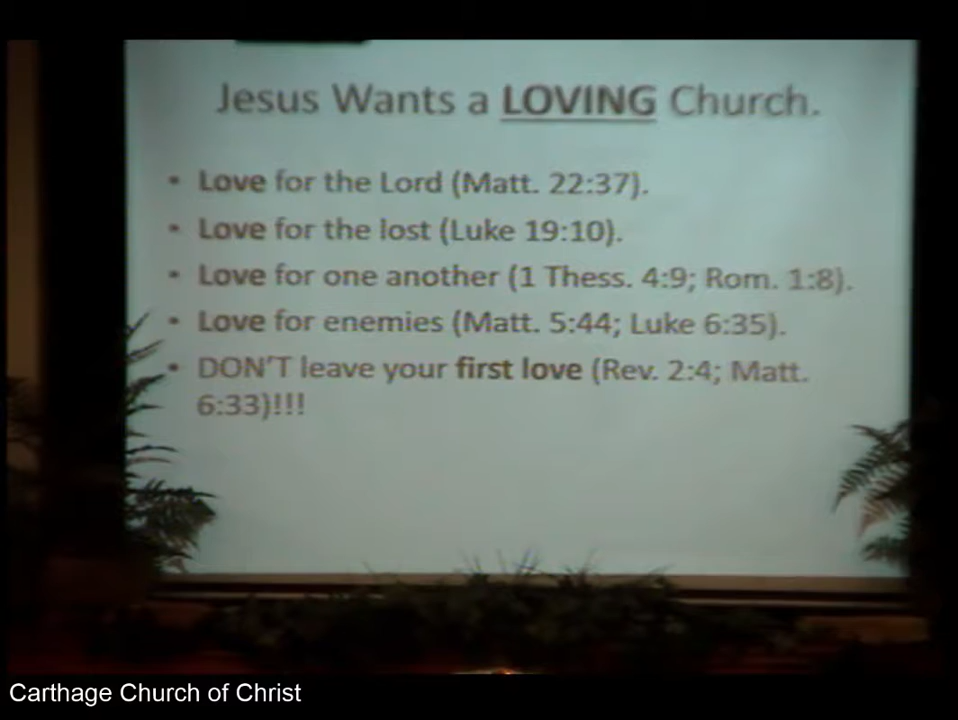 Jesus Wants a LOVING Church.
• Love for the Lord (Matt. 22:37).
• Love for the lost (Luke 19:10).
• Love for one another (1 Thess. 4:9; Rom. 1:8).
• Love for enemies (Matt. 5:44; Luke 6:35).
• DON'T leave your first love (Rev. 2:4; Matt.
6:33)!!!
Carthage Church of Christ